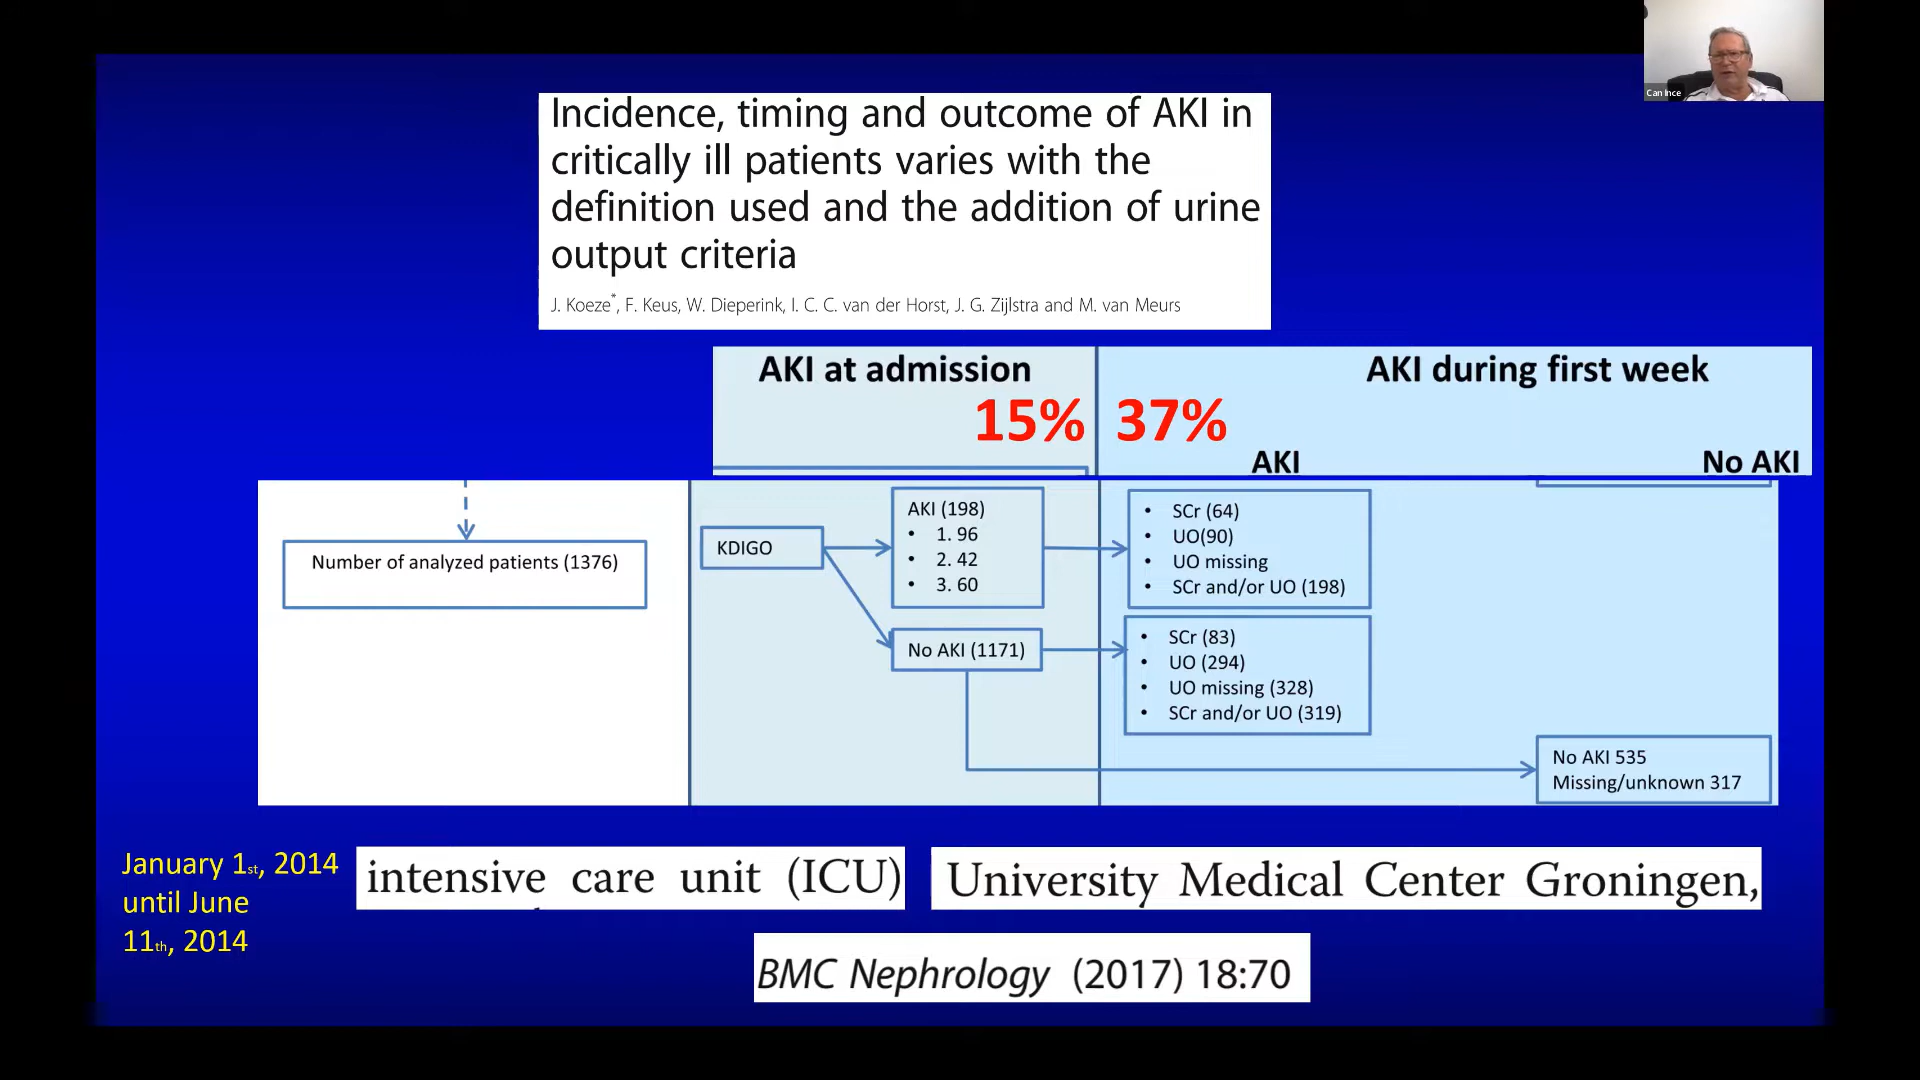 Can Ince
Incidence, timing and outcome of AKI in
critically ill patients varies with the
definition used and the addition of urine
output criteria
J. Koeze*, F. Keus, W. Dieperink, I. C. C. van der Horst, J. G. Zijlstra and M. van Meurs
AKI at admission
15%
AKI during first week
37%
AKI
No AKI
Number of analyzed patients (1376)
KDIGO
AKI (198)
• 1. 96
• 2. 42
• 3. 60
No AKI (1171)
• SCr (64)
• UO(90)
• UO missing
• SCr and/or UO (198)
• SCr (83)
• UO (294)
• UO missing (328)
• SCr and/or UO (319)
No AKI 535
Missing/unknown 317
January 1st, 2014
until June
11th, 2014
intensive care unit (ICU)
University Medical Center Groningen,
BMC Nephrology (2017) 18:70